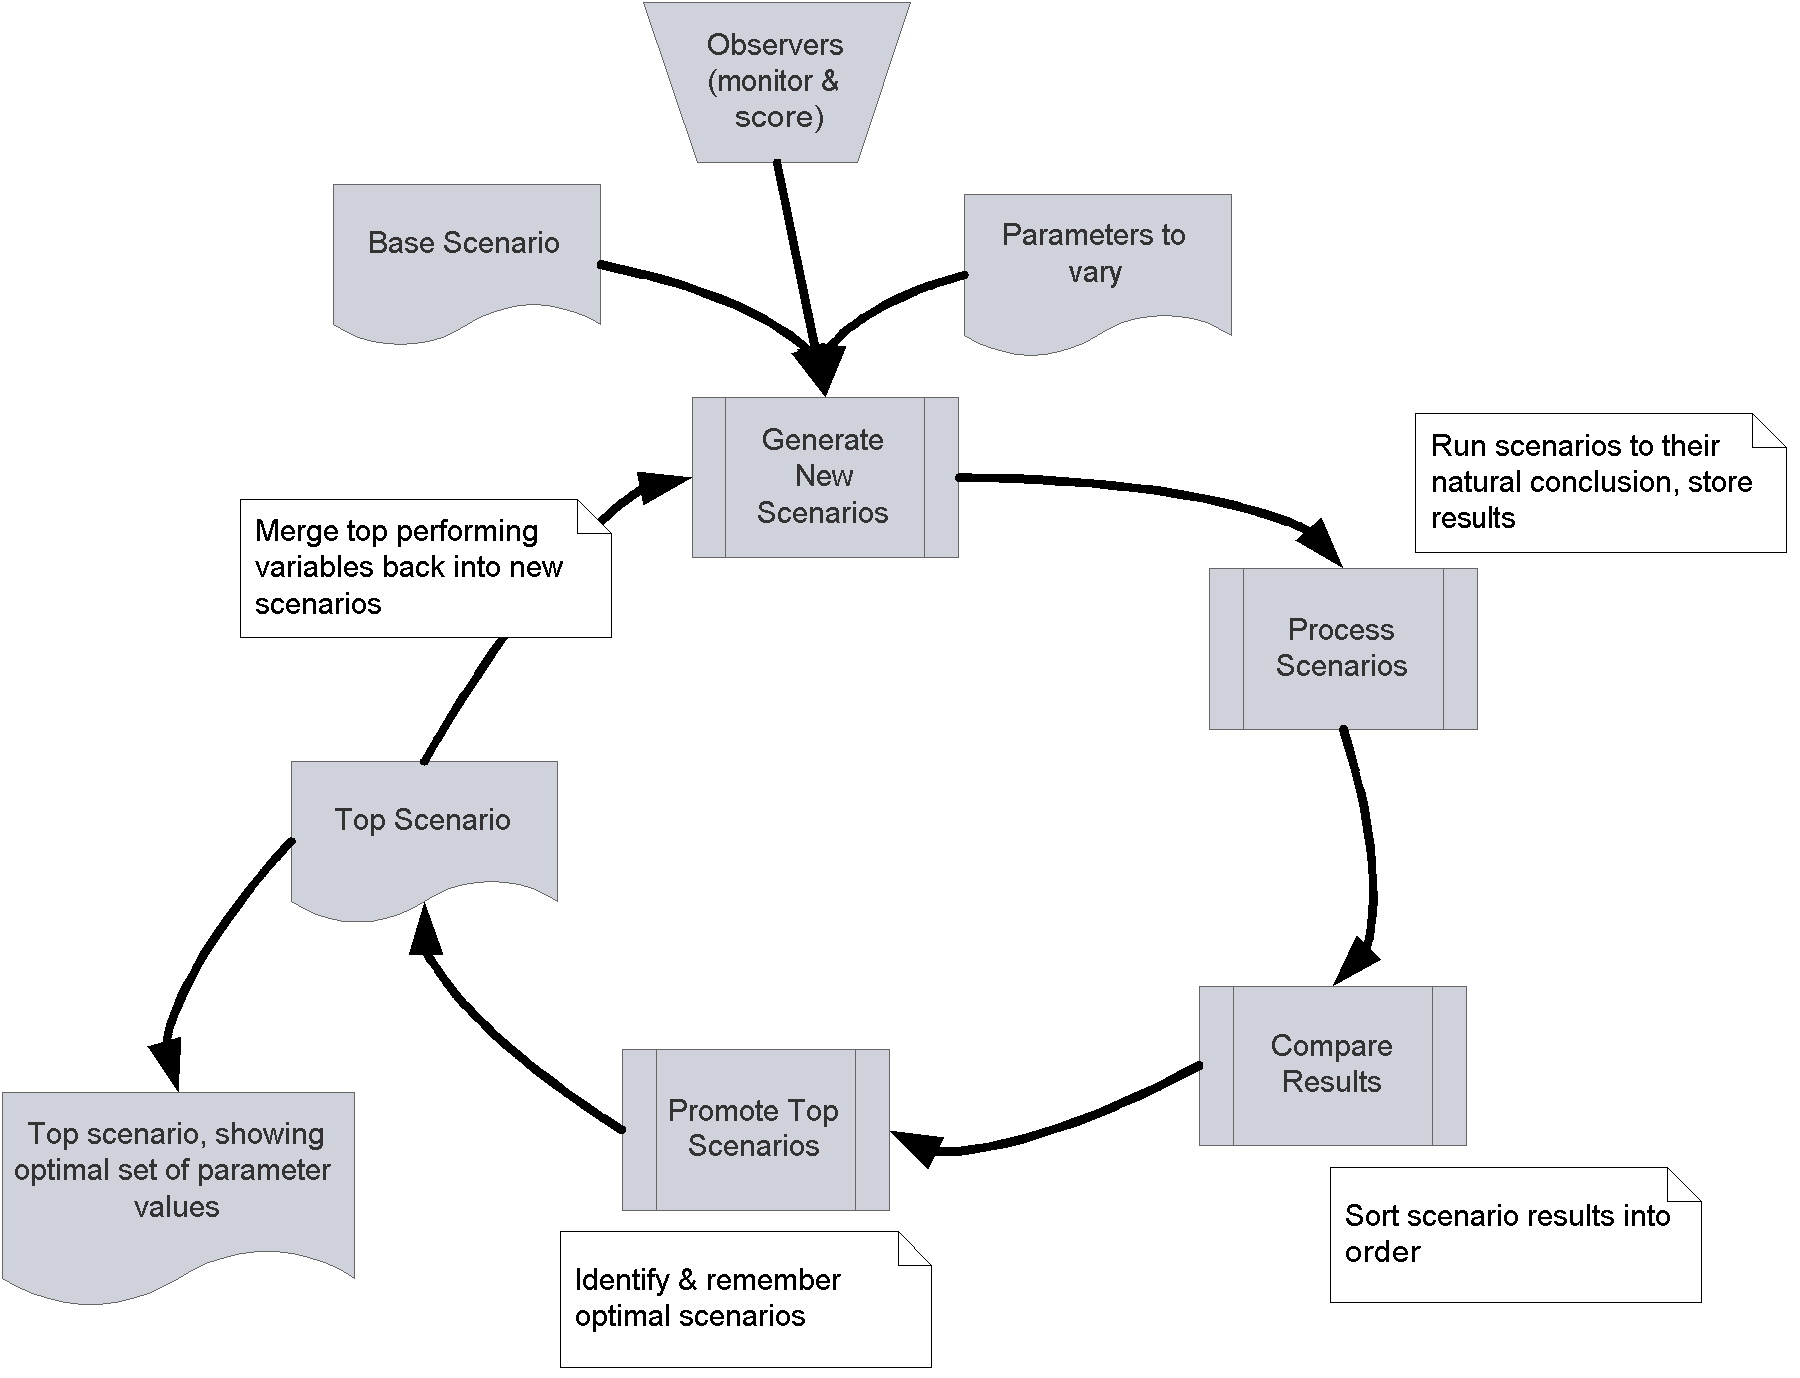 Observers
(monitor &
score)
Base Scenario
Parameters to
vary
Generate
New
Scenarios
Run scenarios to their
natural conclusion, store
results
Merge top performing
variables back into new
scenarios
Process
Scenarios
Top Scenario
Compare
Results
Promote Top
Scenarios
Top scenario, showing
optimal set of parameter
values
Sort scenario results into
order
Identify & remember
optimal scenarios